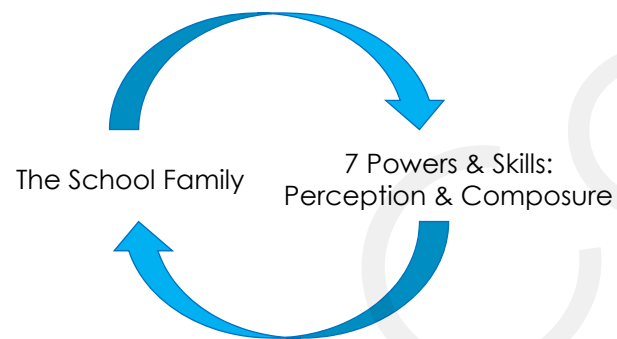 The School Family
7 Powers & Skills:
Perception & Composure